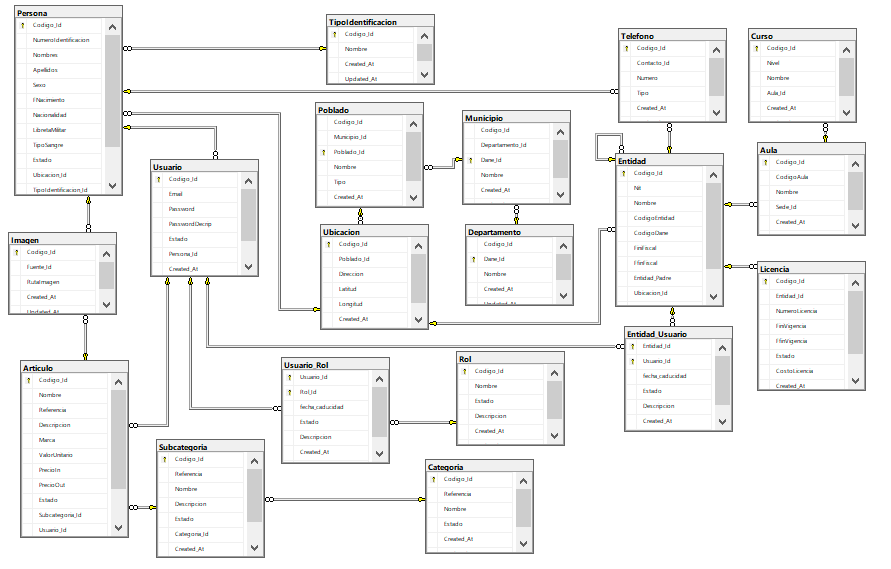 Persona
Codigo_Id
NumeroIdentificacion
Nombres
Apellidos
Sexo
FNacimiento
Nacionalidad
LibretaMilitar
TipoSangre
Estado
Ubicacion_Id
TipoIdentificacion_Id
TipoIdentificacion
Codigo_Id
Nombre
Created_At
Updated_At
Telefono
Codigo_Id
Contacto_Id
Numero
Tipo
Created_At
Curso
Codigo_Id
Nivel
Nombre
Aula_Id
Created_At
Poblado
Codigo_Id
Municipio_Id
Poblado_Id
Nombre
Tipo
Created_At
Municipio
Codigo_Id
Departamento_Id
Dane_Id
Nombre
Created_At
Usuario
Codigo_Id
Email
Password
PasswordDecrip
Estado
Persona_Id
Created_At
Entidad
Codigo_Id
Nit
Nombre
CodigoEntidad
CodigoDane
FiniFiscal
FfinFiscal
Entidad_Padre
Ubicacion_Id
Aula
Codigo_Id
CodigoAula
Nombre
Sede_Id
Created_At
Imagen
Codigo_Id
Fuente_Id
RutaImagen
Created_At
Updated_At
Ubicacion
Codigo_Id
Poblado_Id
Direccion
Latitud
Longitud
Created_At
Departamento
Codigo_Id
Dane_Id
Nombre
Created_At
Updated_At
Licencia
Codigo_Id
Entidad_Id
NumeroLicencia
FiniVigencia
FfinVigencia
Estado
CostoLicencia
Created_At
Entidad_Usuario
Entidad_Id
Usuario_Id
fecha_caducidad
Estado
Descripcion
Created_At
Articulo
Codigo_Id
Nombre
Referencia
Descripcion
Marca
ValorUnitario
PrecioIn
PrecioOut
Estado
Subcategoria_Id
Usuario_Id
Usuario_Rol
Usuario_Id
Rol_Id
fecha_caducidad
Estado
Descripcion
Created_At
Rol
Codigo_Id
Nombre
Estado
Descripcion
Created_At
Subcategoria
Codigo_Id
Referencia
Nombre
Descripcion
Estado
Categoria_Id
Created_At
Categoria
Codigo_Id
Referencia
Nombre
Estado
Created_At